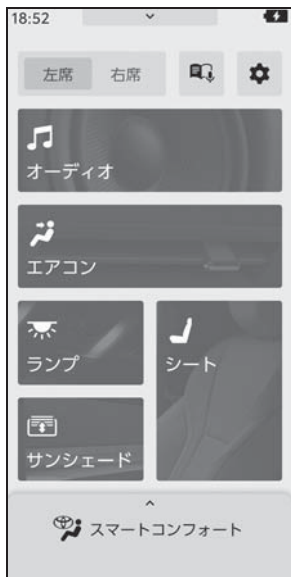 18:52
左席 右席
オーディオ
エアコン
ランプ
シート
サンシェード
スマートコンフォート